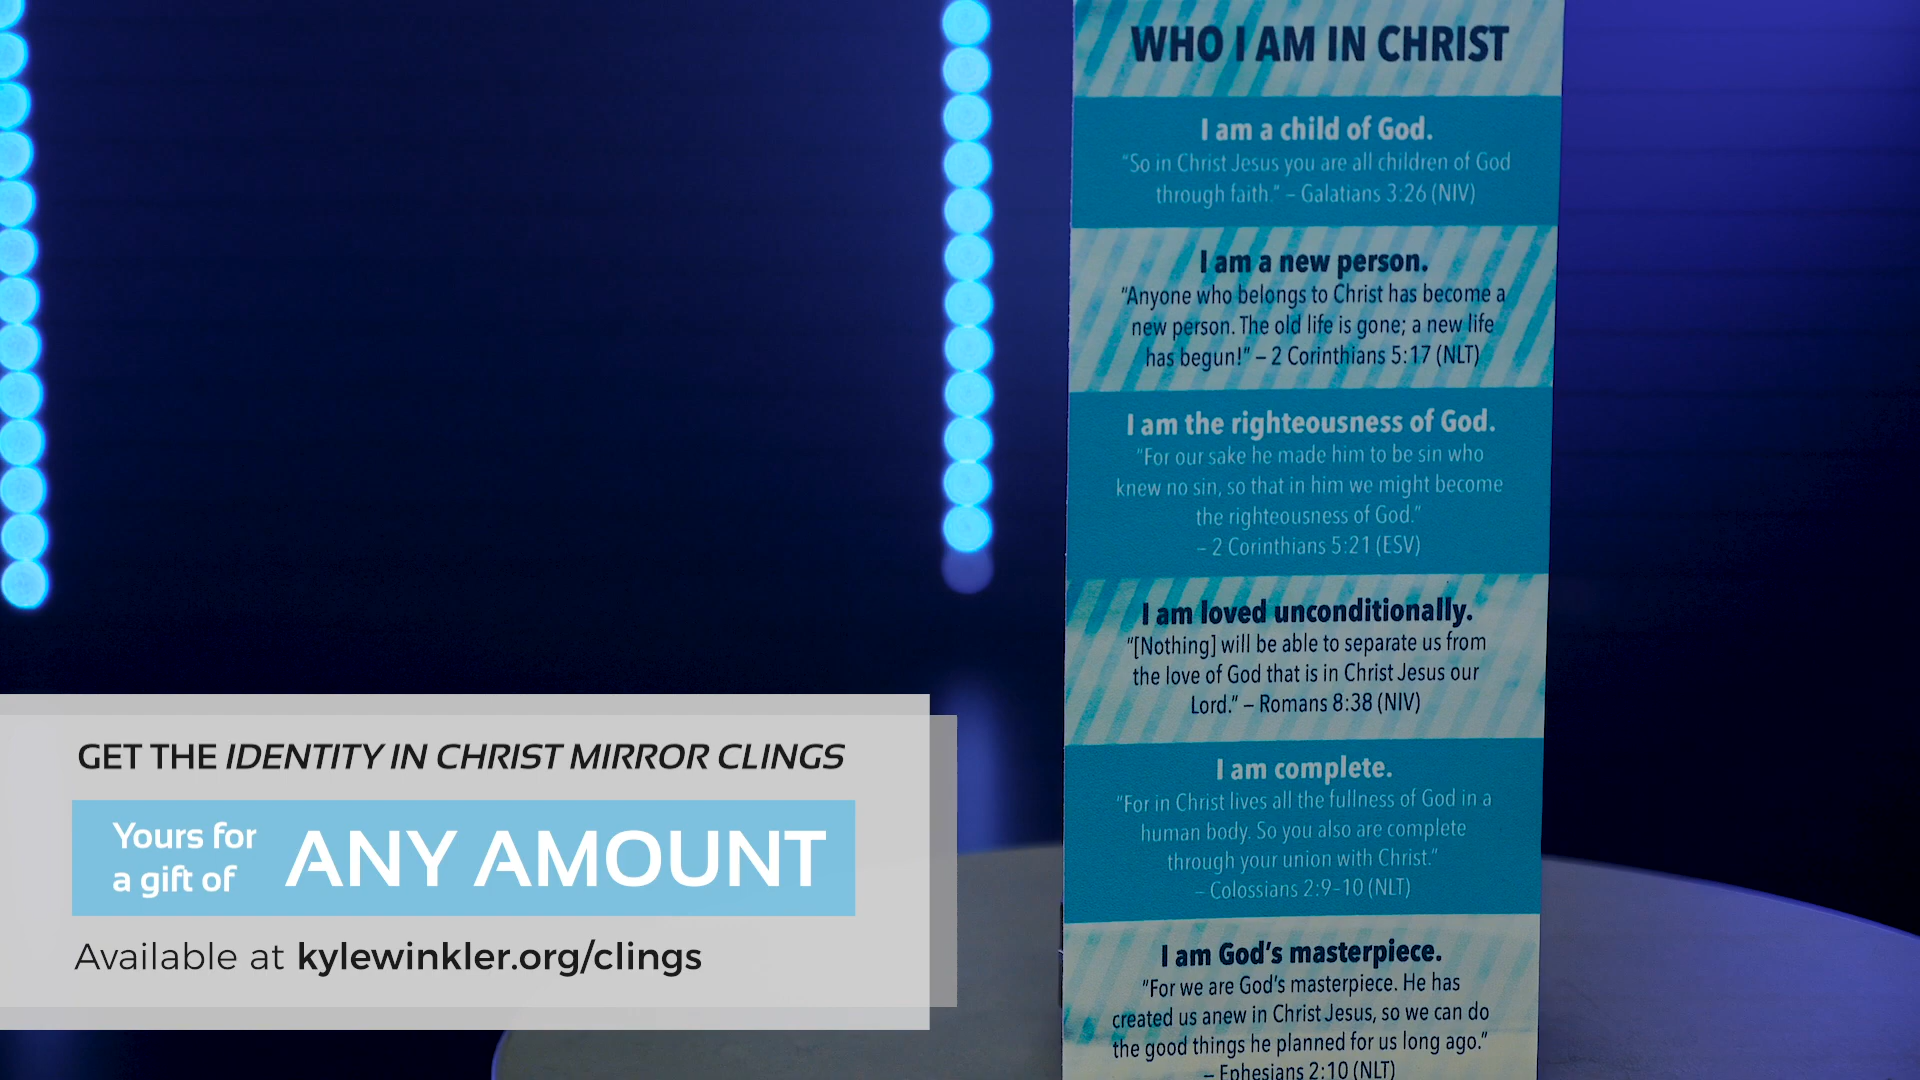 WHO I AM IN CHRIST
I am a child of God.
"So in Christ Jesus you are all children of God
through faith." – Galatians 3:26 (NIV)
I am a new person.
"Anyone who belongs to Christ has become a
new person. The old life is gone; a new life
has begun!" – 2 Corinthians 5:17 (NLT)
I am the righteousness of God.
"For our sake he made him to be sin who
knew no sin, so that in him we might become
the righteousness of God."
– 2 Corinthians 5:21 (ESV)
I am loved unconditionally.
"[Nothing] will be able to separate us from
the love of God that is in Christ Jesus our
Lord." – Romans 8:38 (NIV)
I am complete.
"For in Christ lives all the fullness of God in a
human body. So you also are complete
through your union with Christ."
– Colossians 2:9-10 (NLT)
I am God's masterpiece.
"For we are God's masterpiece. He has
created us anew in Christ Jesus, so we can do
the good things he planned for us long ago."
– Ephesians 2:10 (NLT)
GET THE IDENTITY IN CHRIST MIRROR CLINGS
Yours for
a gift of
ANY AMOUNT
Available at kylewinkler.org/clings